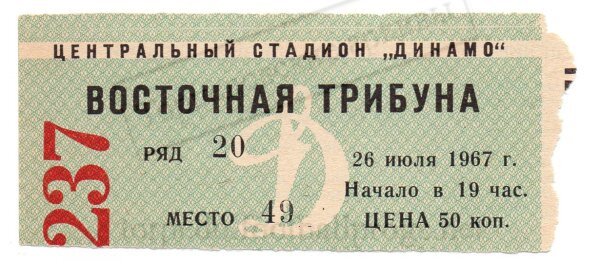 ЦЕНТРАЛЬНЫЙ СТАДИОН „ДИНАМО“
ВОСТОЧНАЯ ТРИБУНА
237
РЯД 20
26 июля 1967 г.
Начало в 19 час.
МЕСТО 49
ЦЕНА 50 коп.